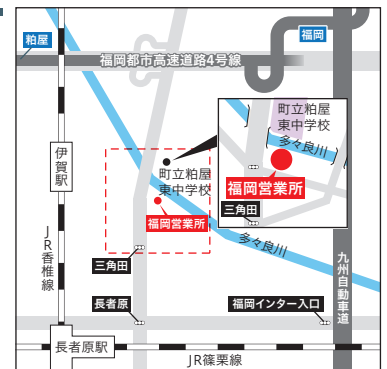 粕屋
福岡
福岡都市高速道路4号線
町立粕屋
東中学校
多々良川
福岡営業所
三角田
伊賀駅
町立粕屋
東中学校
福岡営業所
多々良川
三角田
JR香椎線
九州自動車道
長者原
福岡インター入口
長者原駅
JR篠栗線